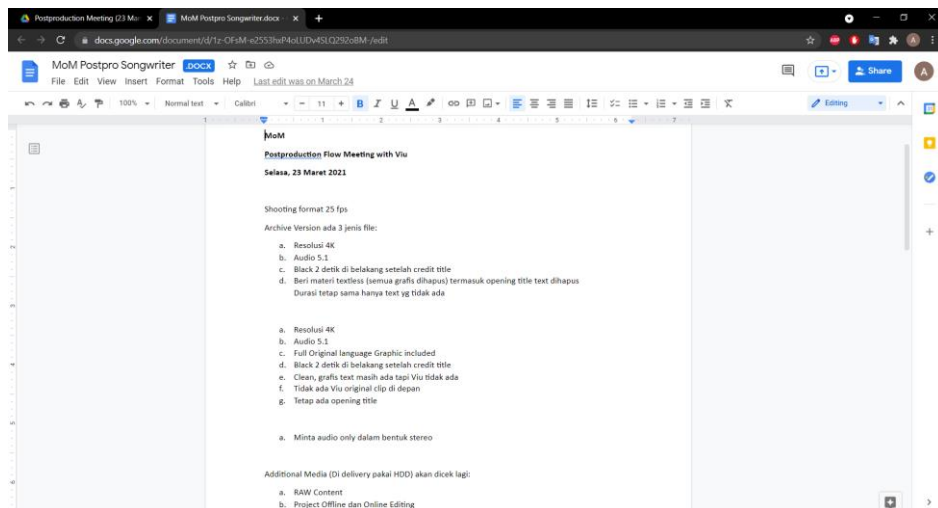 Postproduction Meeting (23 Mar
MoM Postpro Songwriter.docx -
docs.google.com/document/d/1z-OFsM-e2553hxP4oLUDv4SLQ292oBM-/edit
MoM Postpro Songwriter .DOCX
File Edit View Insert Format Tools Help Last edit was on March 24
Share
A
100% Normal text Calibri 11 B I U A Editing
MoM
Postproduction Flow Meeting with Viu
Selasa, 23 Maret 2021
Shooting format 25 fps
Archive Version ada 3 jenis file:
a. Resolusi 4K
b. Audio 5.1
c. Black 2 detik di belakang setelah credit title
d. Beri materi textless (semua grafis dihapus) termasuk opening title text dihapus
Durasi tetap sama hanya text yg tidak ada
a. Resolusi 4K
b. Audio 5.1
c. Full Original language Graphic included
d. Black 2 detik di belakang setelah credit title
e. Clean, grafis text masih ada tapi Viu tidak ada
f. Tidak ada Viu original clip di depan
g. Tetap ada opening title
a. Minta audio only dalam bentuk stereo
Additional Media (Di delivery pakai HDD) akan dicek lagi:
a. RAW Content
b. Project Offline dan Online Editing